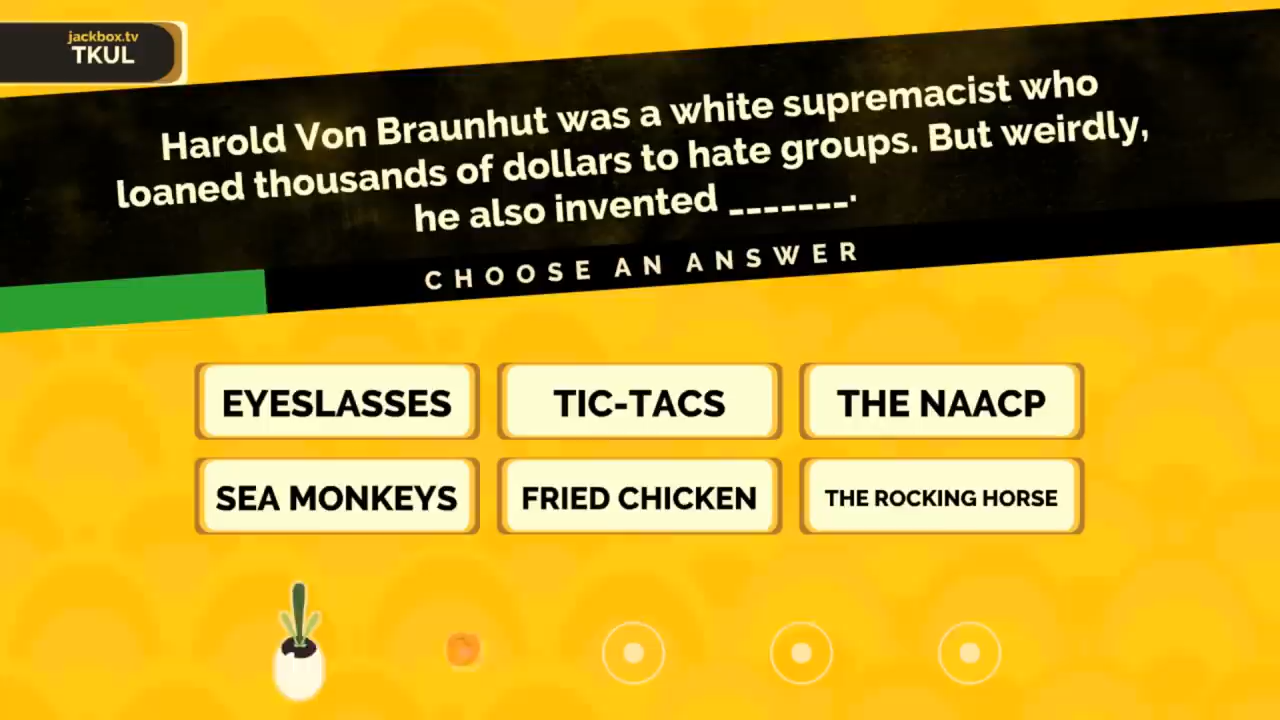 jackbox.tv
TKUL
Harold Von Braunhut was a white supremacist who
loaned thousands of dollars to hate groups. But weirdly,
he also invented _______.
CHOOSE AN ANSWER
EYESLASSES
TIC-TACS
THE NAACP
SEA MONKEYS
FRIED CHICKEN
THE ROCKING HORSE